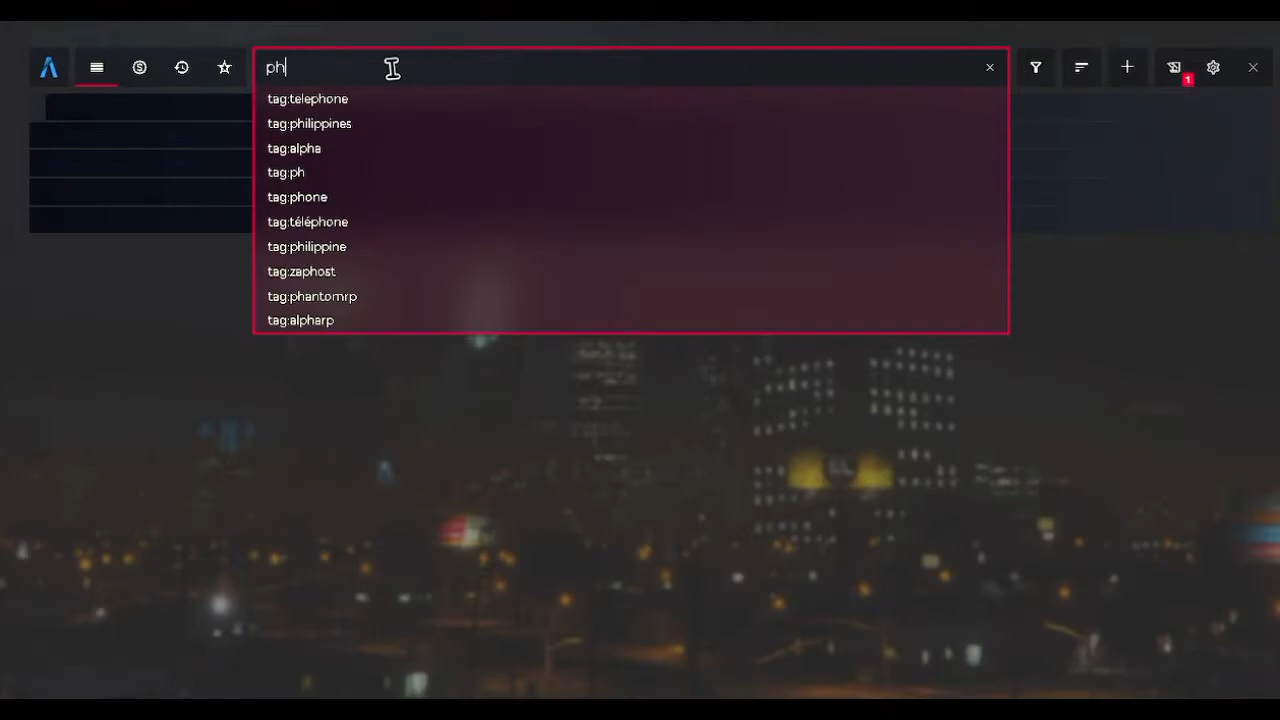 ph
1
tag:telephone
tag:philippines
tag:alpha
tag:ph
tag:phone
tag:téléphone
tag:philippine
tag:zaphost
tag:phantomrp
tag:alpharp